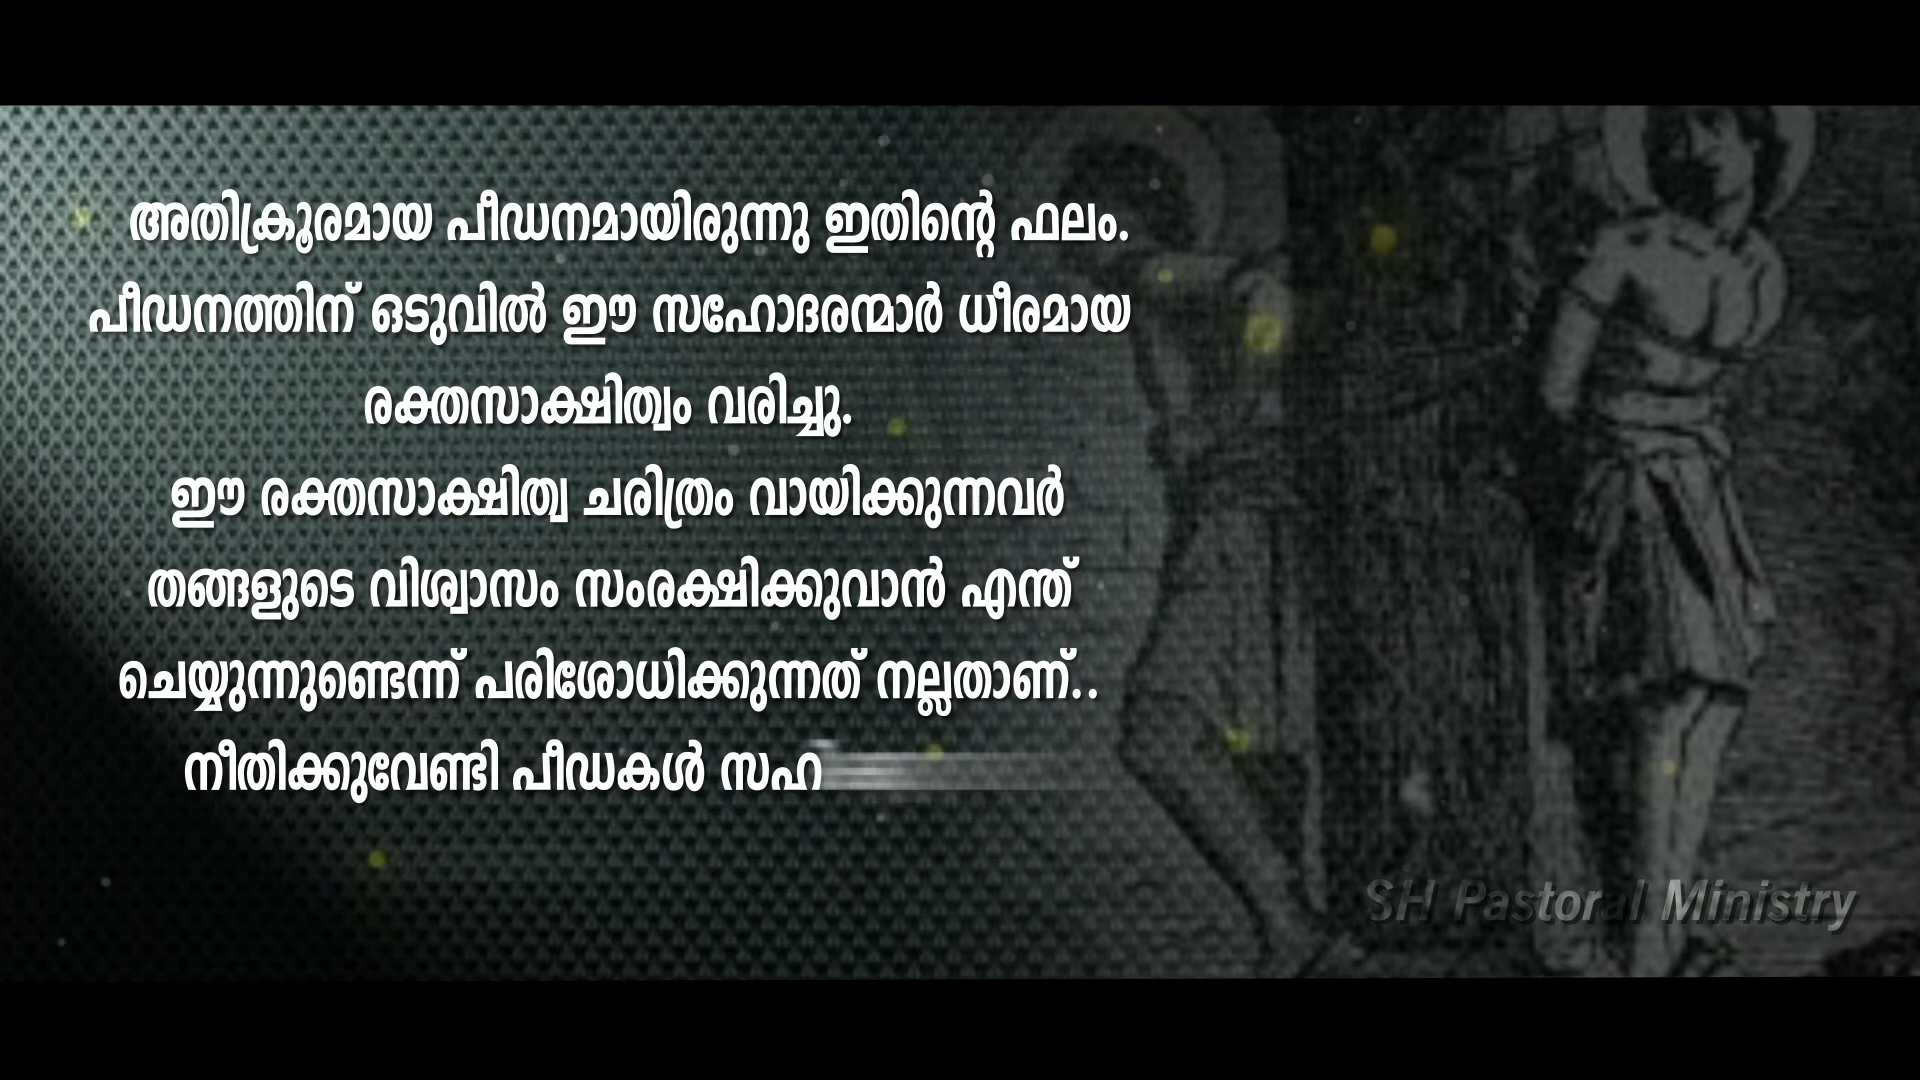 അതിക്രൂരമായ പീഡനമായിരുന്നു ഇതിന്റെ ഫലം.
പീഡനത്തിന് ഒടുവിൽ ഈ സഹോദരന്മാർ ധീരമായ
രക്തസാക്ഷിത്വം വരിച്ചു.
ഈ രക്തസാക്ഷിത്വ ചരിത്രം വായിക്കുന്നവർ
തങ്ങളുടെ വിശ്വാസം സംരക്ഷിക്കുവാൻ എന്ത്
ചെയ്യുന്നുണ്ടെന്ന് പരിശോധിക്കുന്നത് നല്ലതാണ്..
നീതിക്കുവേണ്ടി പീഡകൾ സഹ
SH Pastoral Ministry